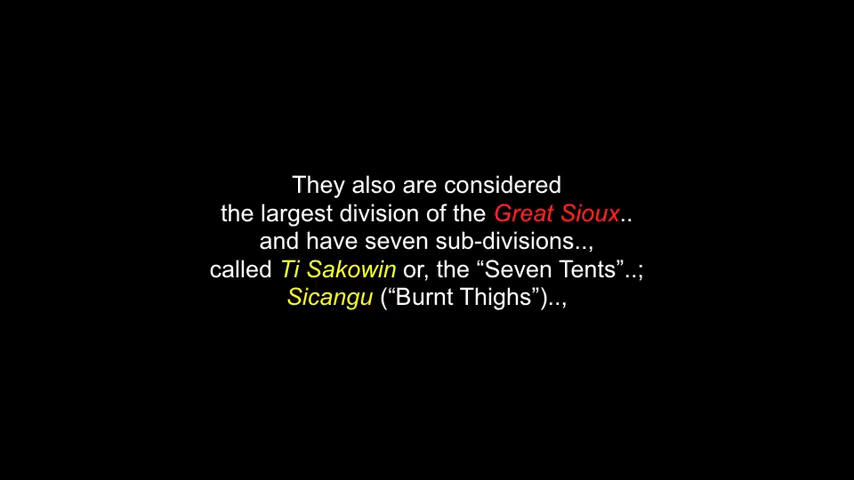 They also are considered
the largest division of the Great Sioux..
and have seven sub-divisions..,
called Ti Sakowin or, the “Seven Tents”..;
Sicangu (“Burnt Thighs”)..,